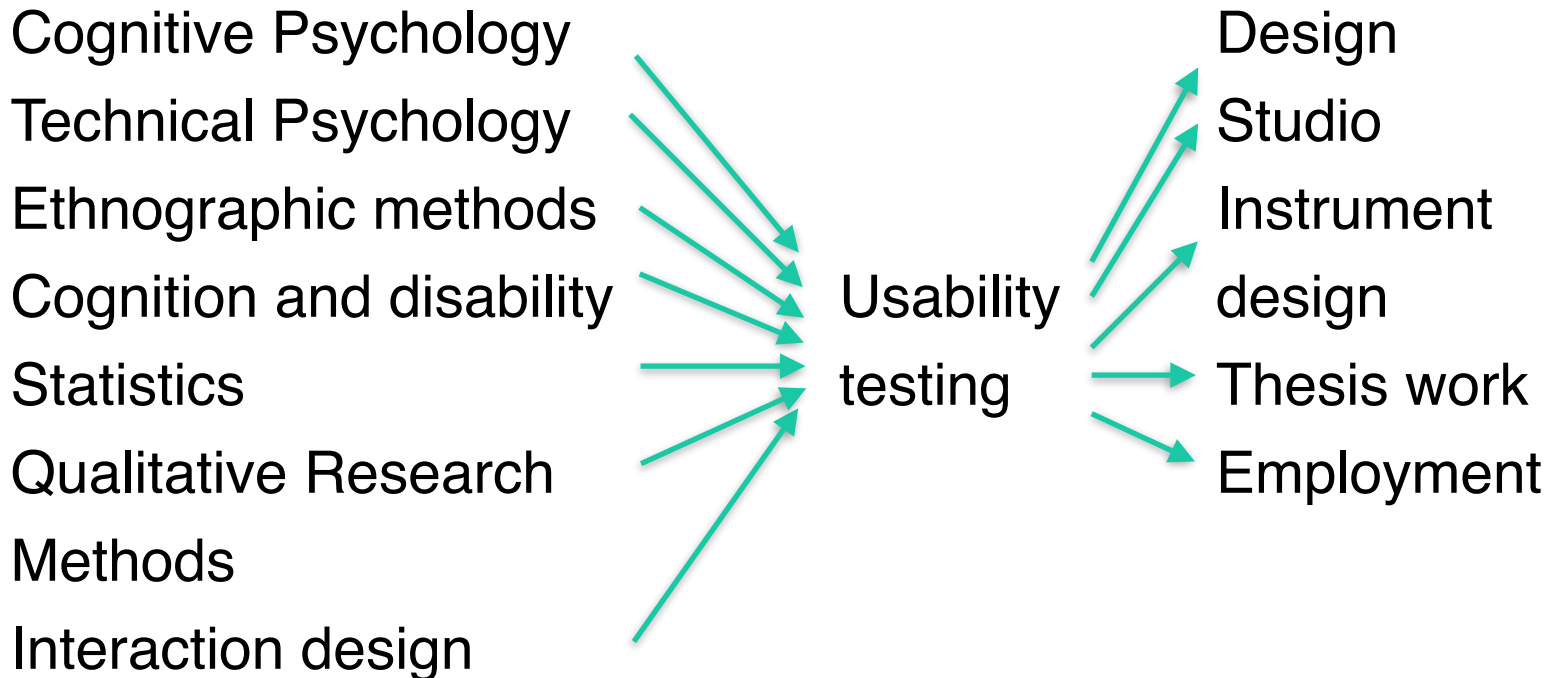 Cognitive Psychology
Technical Psychology
Ethnographic methods
Cognition and disability
Statistics
Qualitative Research
Methods
Interaction design
Usability
testing
Design
Studio
Instrument
design
Thesis work
Employment